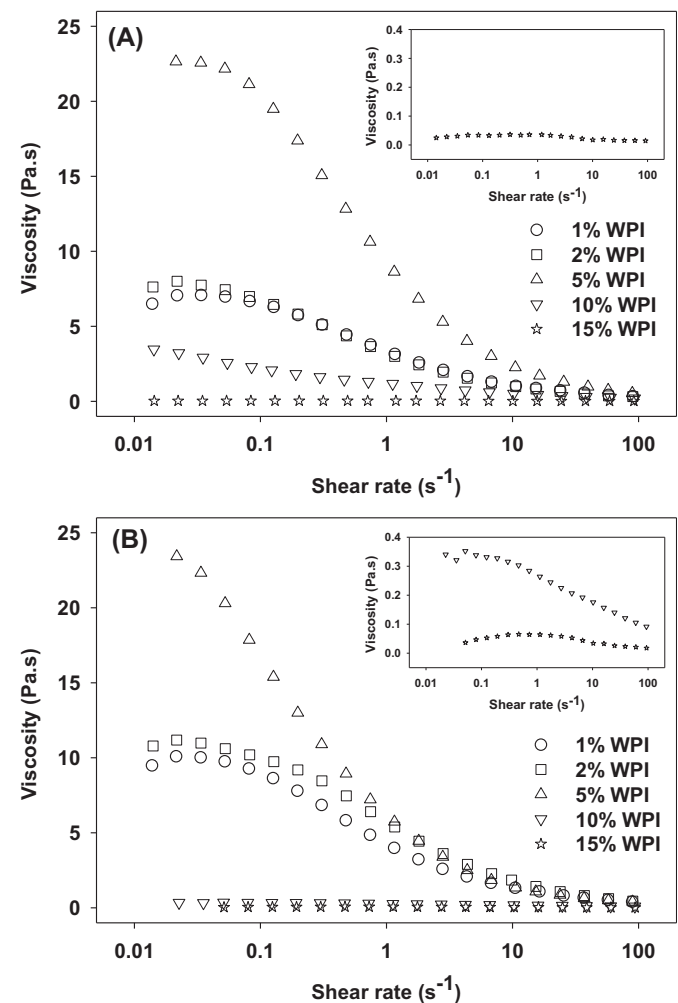 (A)
25
20
15
10
5
0
Viscosity (Pa.s)
0.01 0.1 1 10 100
Shear rate (s-1)
0.4
0.3
0.2
0.1
0.0
Viscosity (Pa.s)
0.01 0.1 1 10 100
Shear rate (s-1)
1% WPI
2% WPI
5% WPI
10% WPI
15% WPI
(B)
25
20
15
10
5
0
Viscosity (Pa.s)
0.01 0.1 1 10 100
Shear rate (s-1)
0.4
0.3
0.2
0.1
0.0
Viscosity (Pa.s)
0.01 0.1 1 10 100
Shear rate (s-1)
1% WPI
2% WPI
5% WPI
10% WPI
15% WPI